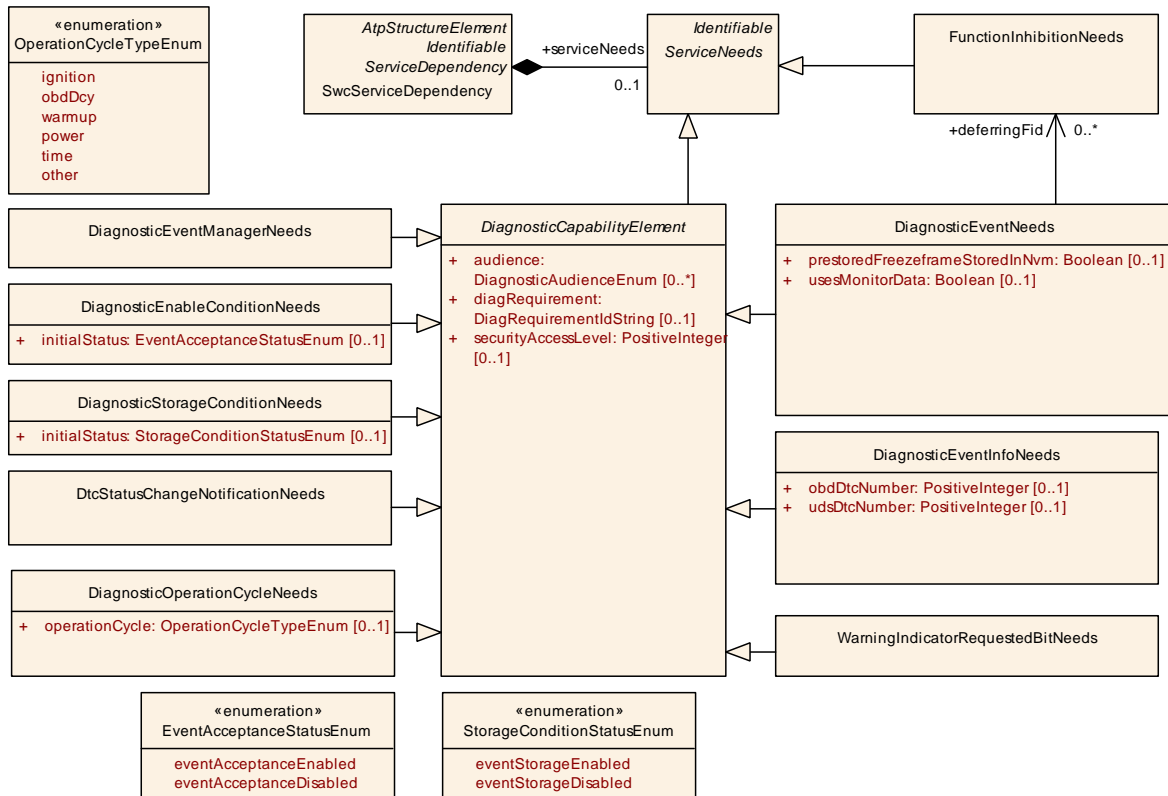 «enumeration»
OperationCycleTypeEnum
ignition
obdDcy
warmup
power
time
other
AtpStructureElement
Identifiable
ServiceDependency
SwcServiceDependency
+serviceNeeds
0..1
Identifiable
ServiceNeeds
FunctionInhibitionNeeds
+deferringFid
0..*
DiagnosticEventManagerNeeds
DiagnosticEnableConditionNeeds
+ initialStatus: EventAcceptanceStatusEnum [0..1]
DiagnosticStorageConditionNeeds
+ initialStatus: StorageConditionStatusEnum [0..1]
DtcStatusChangeNotificationNeeds
DiagnosticOperationCycleNeeds
+ operationCycle: OperationCycleTypeEnum [0..1]
DiagnosticCapabilityElement
+ audience:
DiagnosticAudienceEnum [0..*]
+ diagRequirement:
DiagRequirementIdString [0..1]
+ securityAccessLevel: PositiveInteger
[0..1]
DiagnosticEventNeeds
+ prestoredFreezeframeStoredInNvm: Boolean [0..1]
+ usesMonitorData: Boolean [0..1]
DiagnosticEventInfoNeeds
+ obdDtcNumber: PositiveInteger [0..1]
+ udsDtcNumber: PositiveInteger [0..1]
WarningIndicatorRequestedBitNeeds
«enumeration»
EventAcceptanceStatusEnum
eventAcceptanceEnabled
eventAcceptanceDisabled
«enumeration»
StorageConditionStatusEnum
eventStorageEnabled
eventStorageDisabled